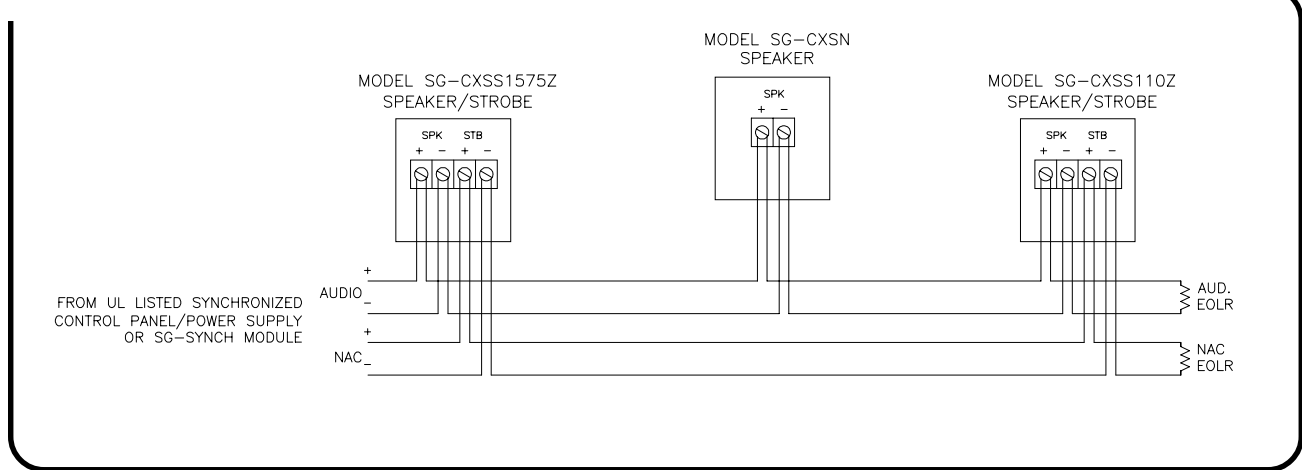 MODEL SG-CXSN
SPEAKER
MODEL SG-CXSS1575Z
SPEAKER/STROBE
MODEL SG-CXSS110Z
SPEAKER/STROBE
SPK
+ -
SPK STB
+ - + -
SPK STB
+ - + -
FROM UL LISTED SYNCHRONIZED
CONTROL PANEL/POWER SUPPLY
OR SG-SYNCH MODULE
+
AUDIO
-
+
NAC
-
AUD.
EOLR
NAC
EOLR